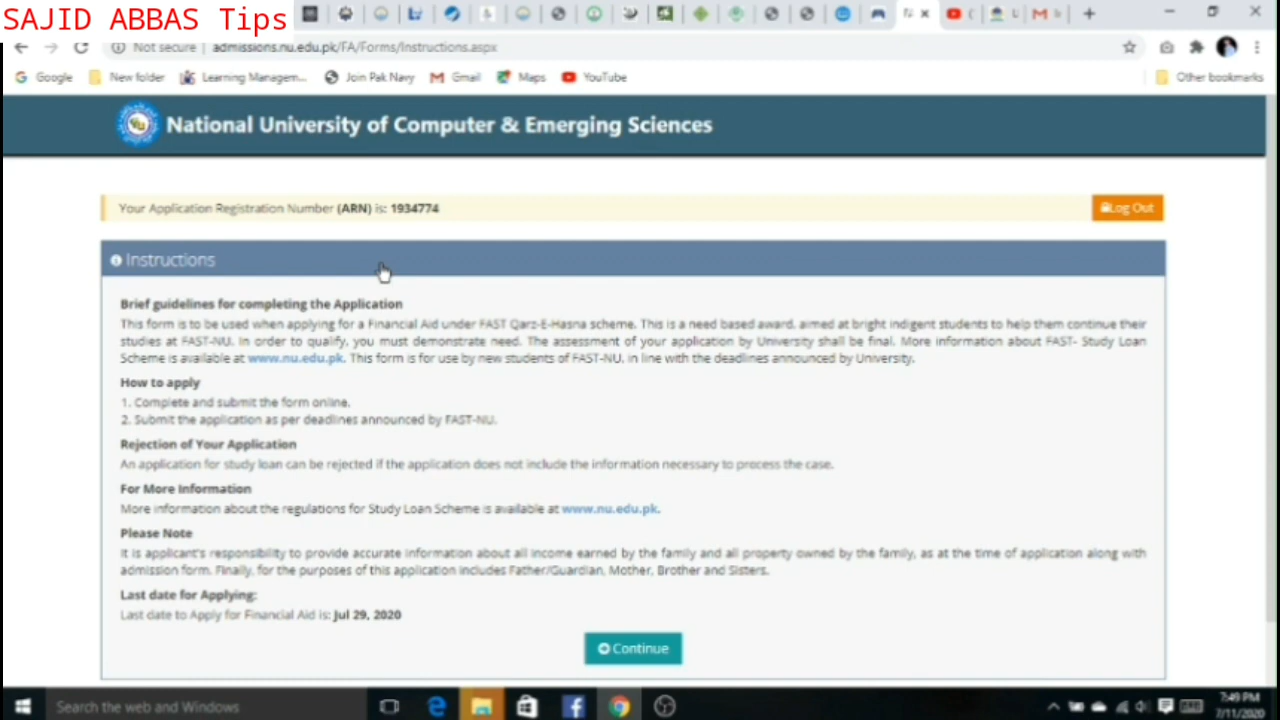 SAJID ABBAS Tips
Not secure | admissions.nu.edu.pk/FA/Forms/Instructions.aspx
Google New folder Learning Managem... Join Pak Navy Gmail Maps YouTube Other bookmarks
National University of Computer & Emerging Sciences
Your Application Registration Number (ARN) is: 1934774
Log Out
Instructions
Brief guidelines for completing the Application
This form is to be used when applying for a Financial Aid under FAST Qarz-E-Hasna scheme. This is a need based award, aimed at bright indigent students to help them continue their
studies at FAST-NU. In order to qualify, you must demonstrate need. The assessment of your application by University shall be final. More information about FAST- Study Loan
Scheme is available at www.nu.edu.pk. This form is for use by new students of FAST-NU, in line with the deadlines announced by University.
How to apply
1. Complete and submit the form online.
2. Submit the application as per deadlines announced by FAST-NU.
Rejection of Your Application
An application for study loan can be rejected if the application does not include the information necessary to process the case.
For More Information
More information about the regulations for Study Loan Scheme is available at www.nu.edu.pk.
Please Note
It is applicant's responsibility to provide accurate information about all income earned by the family and all property owned by the family, as at the time of application along with
admission form. Finally, for the purposes of this application includes Father/Guardian, Mother, Brother and Sisters.
Last date for Applying:
Last date to Apply for Financial Aid is: Jul 29, 2020
Continue
Search the web and Windows
7:49 PM
7/11/2020